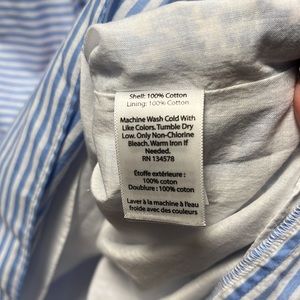 Shell: 100% Cotton
Lining: 100% Cotton
Machine Wash Cold With
Like Colors. Tumble Dry
Low. Only Non-Chlorine
Bleach. Warm Iron If
Needed.
RN 134578
Étoffe extérieure :
100% coton
Doublure : 100% coton
Laver à la machine à l'eau
froide avec des couleurs